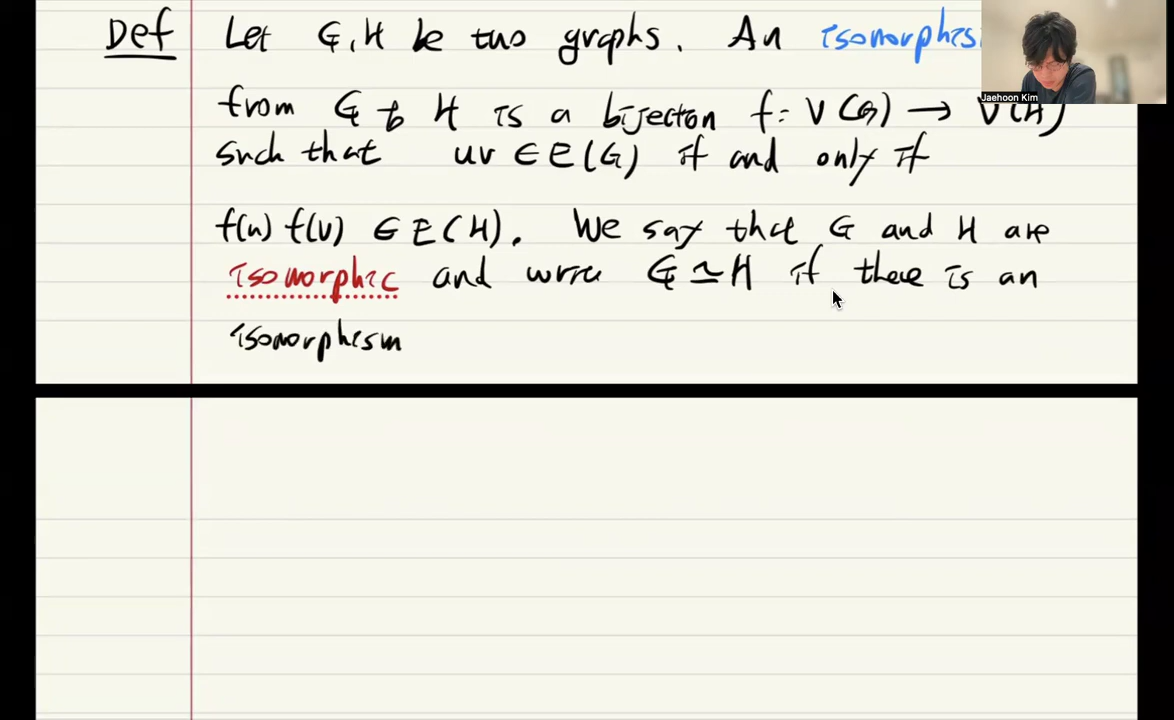 Def Let G, H be two graphs. An isomorphis
Jaehoon Kim
from G to H is a bijection f: V(G) → V(H)
such that uv ∈ E(G) if and only if
f(u) f(v) ∈ E(H). We say that G and H are
isomorphic and write G ≃ H if there is an
isomorphism